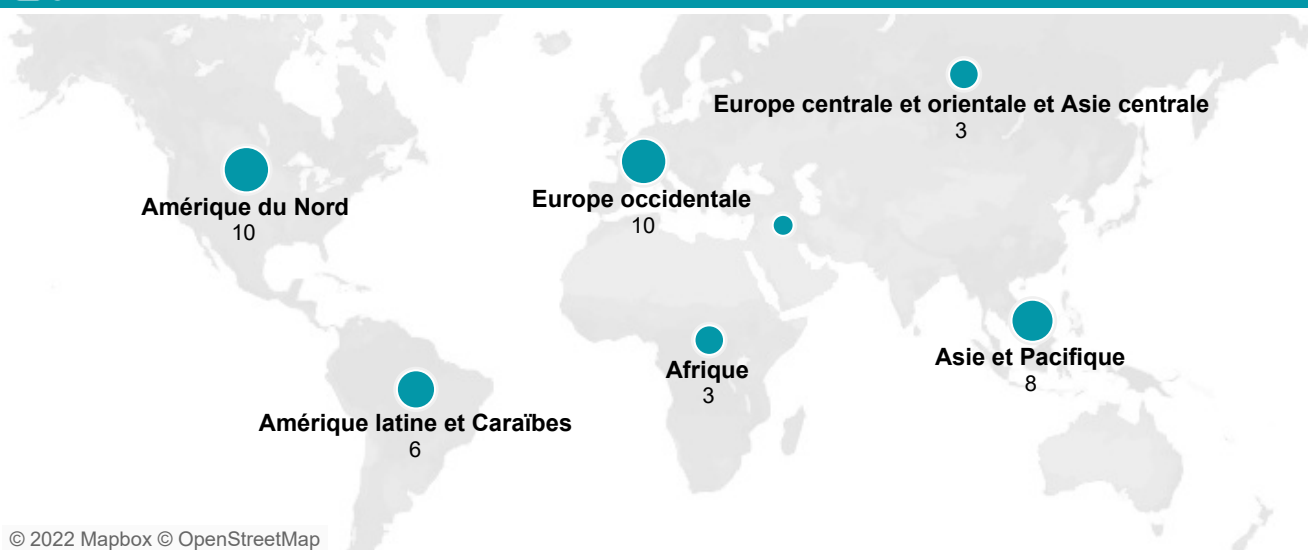 Europe centrale et orientale et Asie centrale
3
Amérique du Nord
10
Europe occidentale
10
Asie et Pacifique
8
Afrique
3
Amérique latine et Caraïbes
6
© 2022 Mapbox © OpenStreetMap